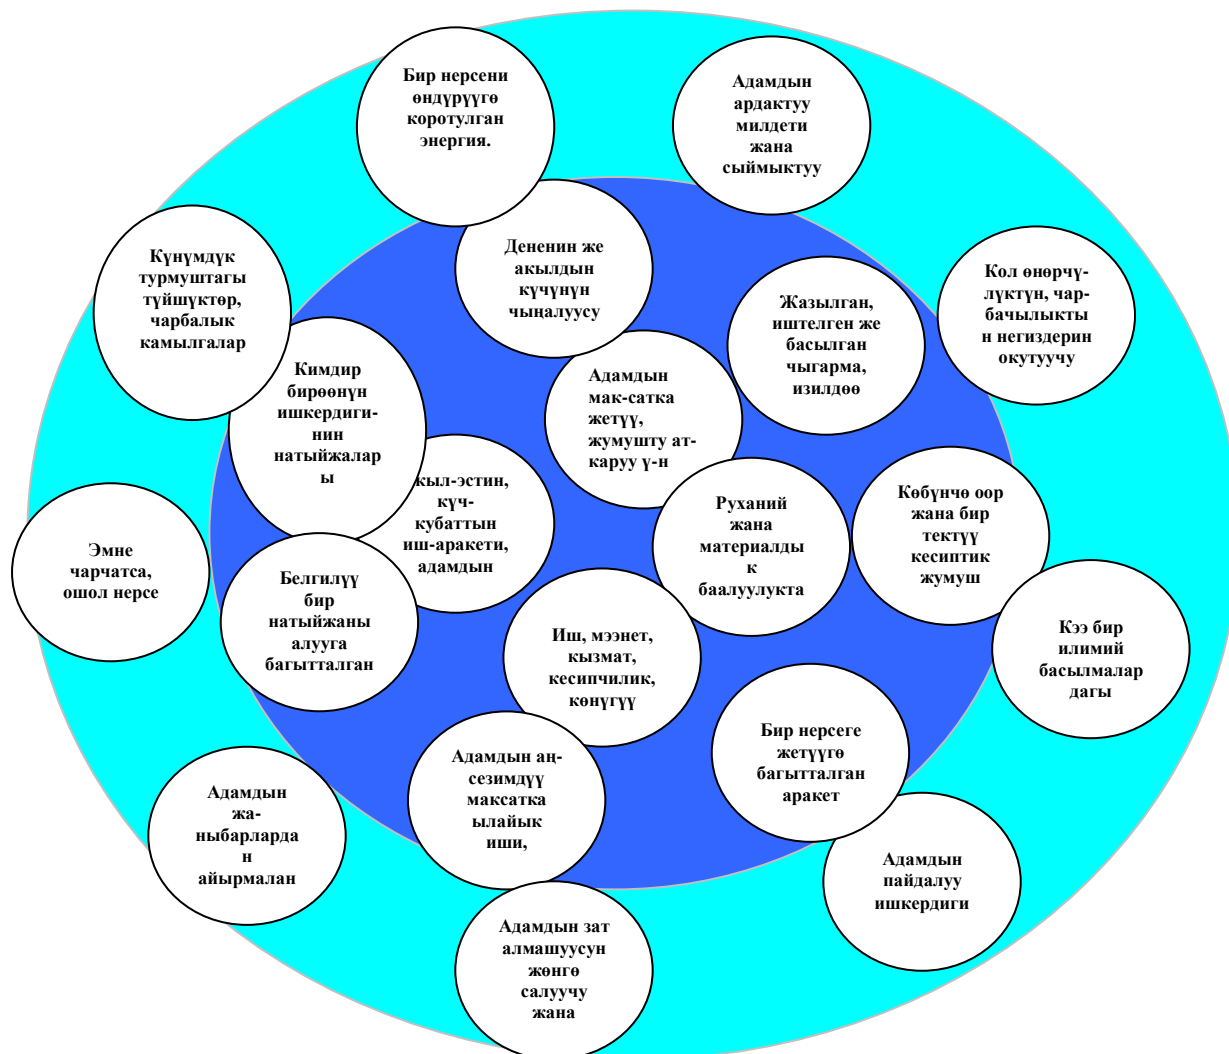 Бир нерсени
өндүрүүгө
коротулган
энергия.
Адамдын
ардактуу
милдети
жана
сыймыктуу
Күнүмдүк
турмуштагы
түйшүктөр,
чарбалык
камылгалар
Дененин же
акылдын
күчүнүн
чыңалуусу
Жазылган,
иштелген же
басылган
чыгарма,
изилдөө
Кол өнөрчү-
лүктүн, чар-
бачылыкты
н негиздерин
окутуучу
Кимдир
бирөөнүн
ишкердиги-
нин
натыйжалар
ы
Адамдын
мак-сатка
жетүү,
жумушту ат-
каруу ү-н
кыл-эстин,
күч-
кубаттын
иш-аракети,
адамдын
Руханий
жана
материалды
к
баалуулукта
Көбүнчө оор
жана бир
тектүү
кесиптик
жумуш
Эмне
чарчатса,
ошол нерсе
Белгилүү
бир
натыйжаны
алууга
багытталган
Иш, мээнет,
кызмат,
кесипчилик,
көнүгүү
Кээ бир
илимий
басылмалар
дагы
Адамдын аң-
сезимдүү
максатка
ылайык
иши,
Бир нерсеге
жетүүгө
багытталган
аракет
Адамдын
жа-
ныбарларда
н
айырмалан
Адамдын
пайдалуу
ишкердиги
Адамдын зат
алмашуусун
жөнгө
салуучу
жана